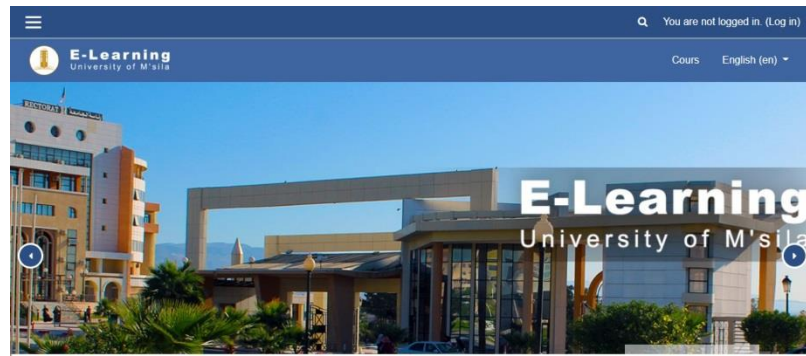 You are not logged in. (Log in)
E-Learning
University of M'sila
Cours
English (en)
RECTORAT
E-Learning
University of M'sila